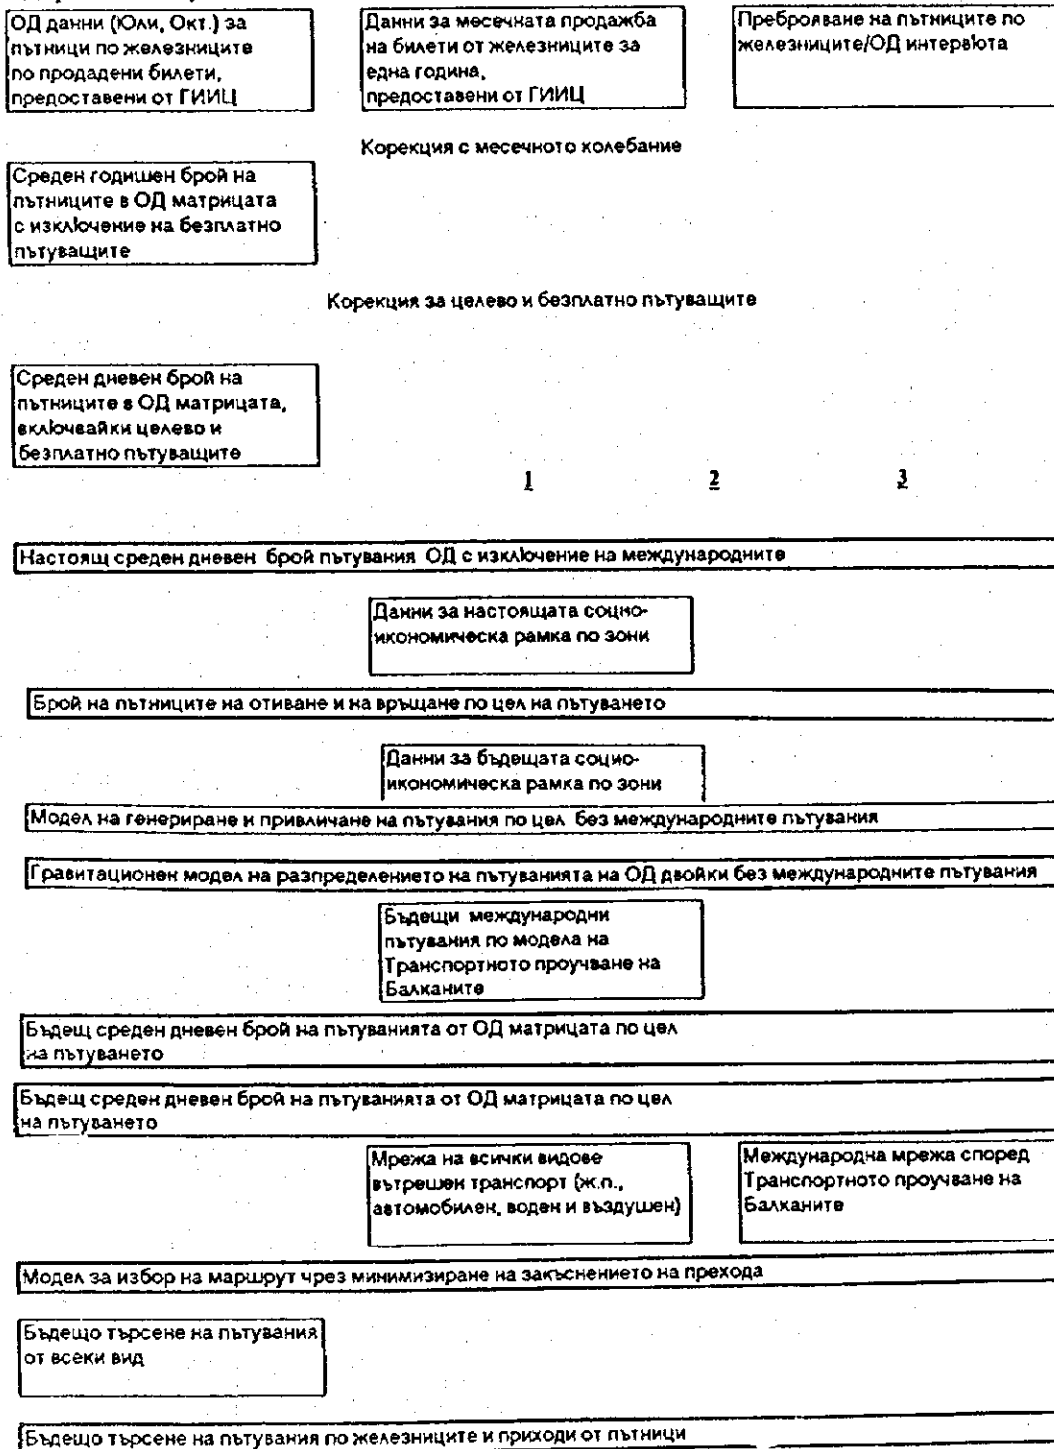 ОД данни (Юли, Окт.) за
пътници по железниците
по продадени билети,
предоставени от ГИИЦ
Данни за месечната продажба
на билети от железниците за
една година,
предоставени от ГИИЦ
Преброяване на пътниците по
железниците/ОД интервюта
Корекция с месечното колебание
Среден годишен брой на
пътниците в ОД матрицата
с изключение на безплатно
пътуващите
Корекция за целево и безплатно пътуващите
Среден дневен брой на
пътниците в ОД матрицата,
включвайки целево и
безплатно пътуващите
1 2 3
Настоящ среден дневен брой пътувания ОД с изключение на международните
Данни за настоящата социо-
икономическа рамка по зони
Брой на пътниците на отиване и на връщане по цел на пътуването
Данни за бъдещата социо-
икономическа рамка по зони
Модел на генериране и привличане на пътувания по цел без международните пътувания
Гравитационен модел на разпределението на пътуванията на ОД двойки без международните пътувания
Бъдещи международни
пътувания по модела на
Транспортното проучване на
Балканите
Бъдещ среден дневен брой на пътуванията от ОД матрицата по цел
на пътуването
Бъдещ среден дневен брой на пътуванията от ОД матрицата по цел
на пътуването
Мрежа на всички видове
вътрешен транспорт (ж.п.,
автомобилен, воден и въздушен)
Международна мрежа според
Транспортното проучване на
Балканите
Модел за избор на маршрут чрез минимизиране на закъснението на прехода
Бъдещо търсене на пътувания
от всеки вид
Бъдещо търсене на пътувания по железниците и приходи от пътници